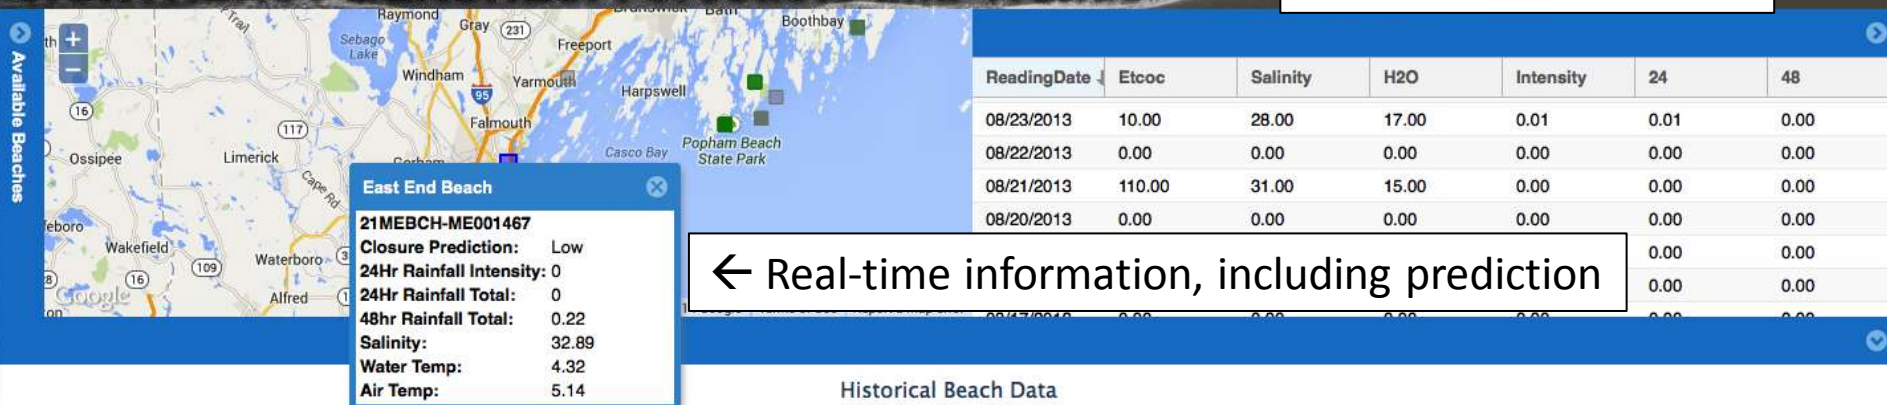 Available Beaches
+
−
Raymond
Gray
231
Boothbay
Sebago
Lake
Freeport
Windham
Yarmouth
Harpswell
95
16
117
Falmouth
Ossipee
Limerick
Casco Bay
Popham Beach
State Park
Cape Rd
Wakefield
109
Waterboro
16
Google
Alfred
East End Beach
21MEBCH-ME001467
Closure Prediction: Low
24Hr Rainfall Intensity: 0
24Hr Rainfall Total: 0
48hr Rainfall Total: 0.22
Salinity: 32.89
Water Temp: 4.32
Air Temp: 5.14
ReadingDate Etcoc Salinity H2O Intensity 24 48
08/23/2013 10.00 28.00 17.00 0.01 0.01 0.00
08/22/2013 0.00 0.00 0.00 0.00 0.00 0.00
08/21/2013 110.00 31.00 15.00 0.00 0.00 0.00
08/20/2013 0.00 0.00 0.00 0.00 0.00 0.00
0.00 0.00
0.00 0.00
← Real-time information, including prediction
Historical Beach Data